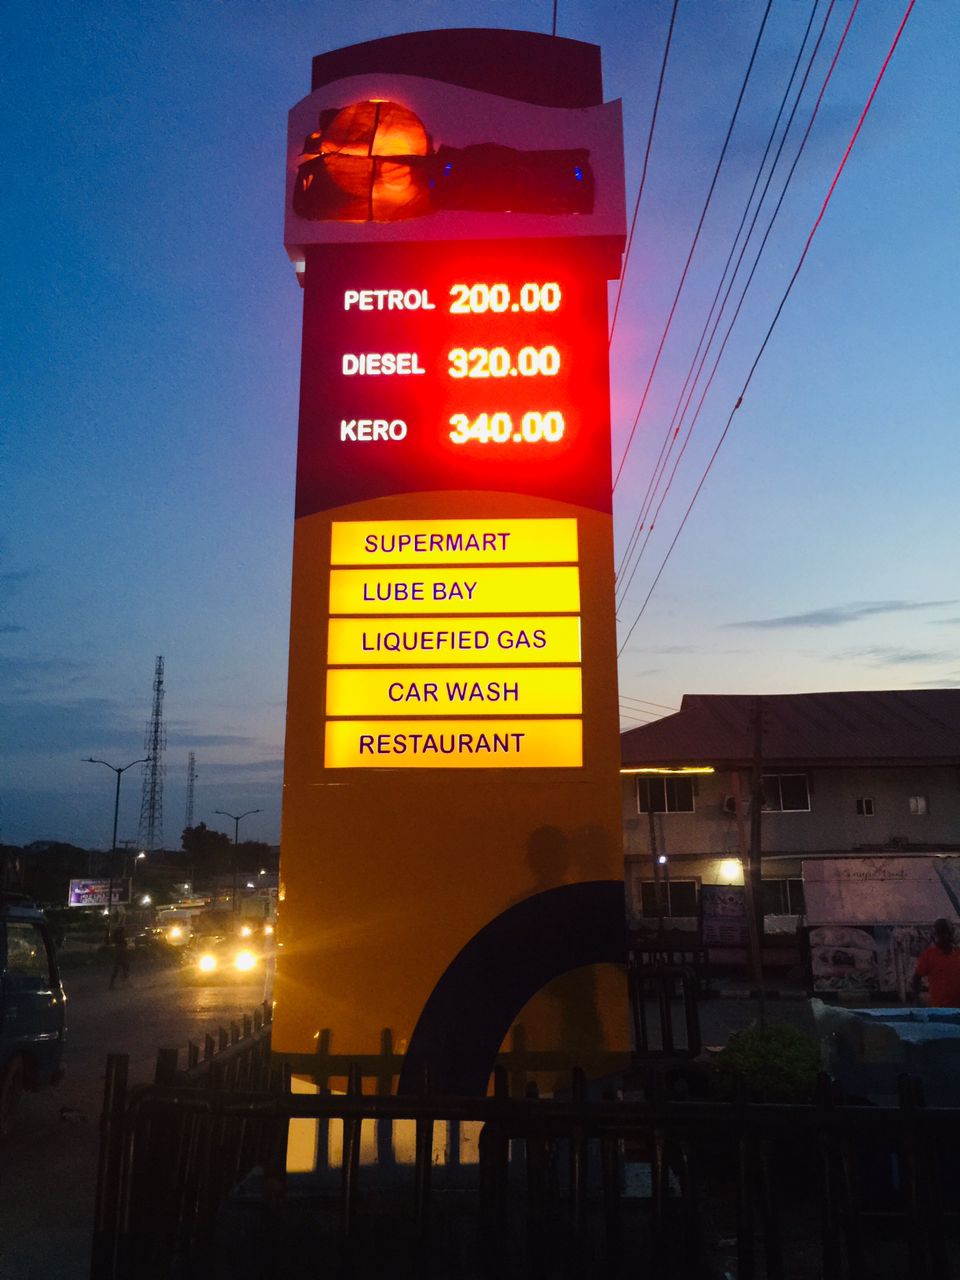 PETROL 200.00
DIESEL 320.00
KERO 340.00
SUPERMART
LUBE BAY
LIQUEFIED GAS
CAR WASH
RESTAURANT